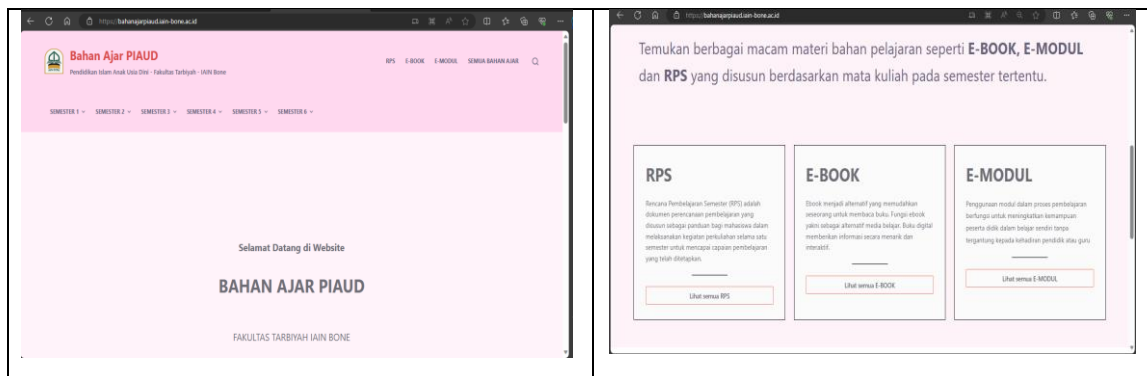 https://bahanajarpiaud.iain-bone.ac.id
Bahan Ajar PIAUD
Pendidikan Islam Anak Usia Dini - Fakultas Tarbiyah - IAIN Bone
RPS E-BOOK E-MODUL SEMUA BAHAN AJAR
SEMESTER 1 SEMESTER 2 SEMESTER 3 SEMESTER 4 SEMESTER 5 SEMESTER 6
Selamat Datang di Website
BAHAN AJAR PIAUD
FAKULTAS TARBIYAH IAIN BONE
https://bahanajarpiaud.iain-bone.ac.id
Temukan berbagai macam materi bahan pelajaran seperti E-BOOK, E-MODUL
dan RPS yang disusun berdasarkan mata kuliah pada semester tertentu.
RPS
Rencana Pembelajaran Semester (RPS) adalah
dokumen perencanaan pembelajaran yang
disusun sebagai panduan bagi mahasiswa dalam
melaksanakan kegiatan perkuliahan selama satu
semester untuk mencapai capaian pembelajaran
yang telah ditetapkan.
Lihat semua RPS
E-BOOK
Ebook menjadi alternatif yang memudahkan
seseorang untuk membaca buku. Fungsi ebook
yakni sebagai alternatif media belajar. Buku digital
memberikan informasi secara menarik dan
interaktif.
Lihat semua E-BOOK
E-MODUL
Penggunaan modul dalam proses pembelajaran
berfungsi untuk meningkatkan kemampuan
peserta didik dalam belajar sendiri tanpa
tergantung kepada kehadiran pendidik atau guru
Lihat semua E-MODUL